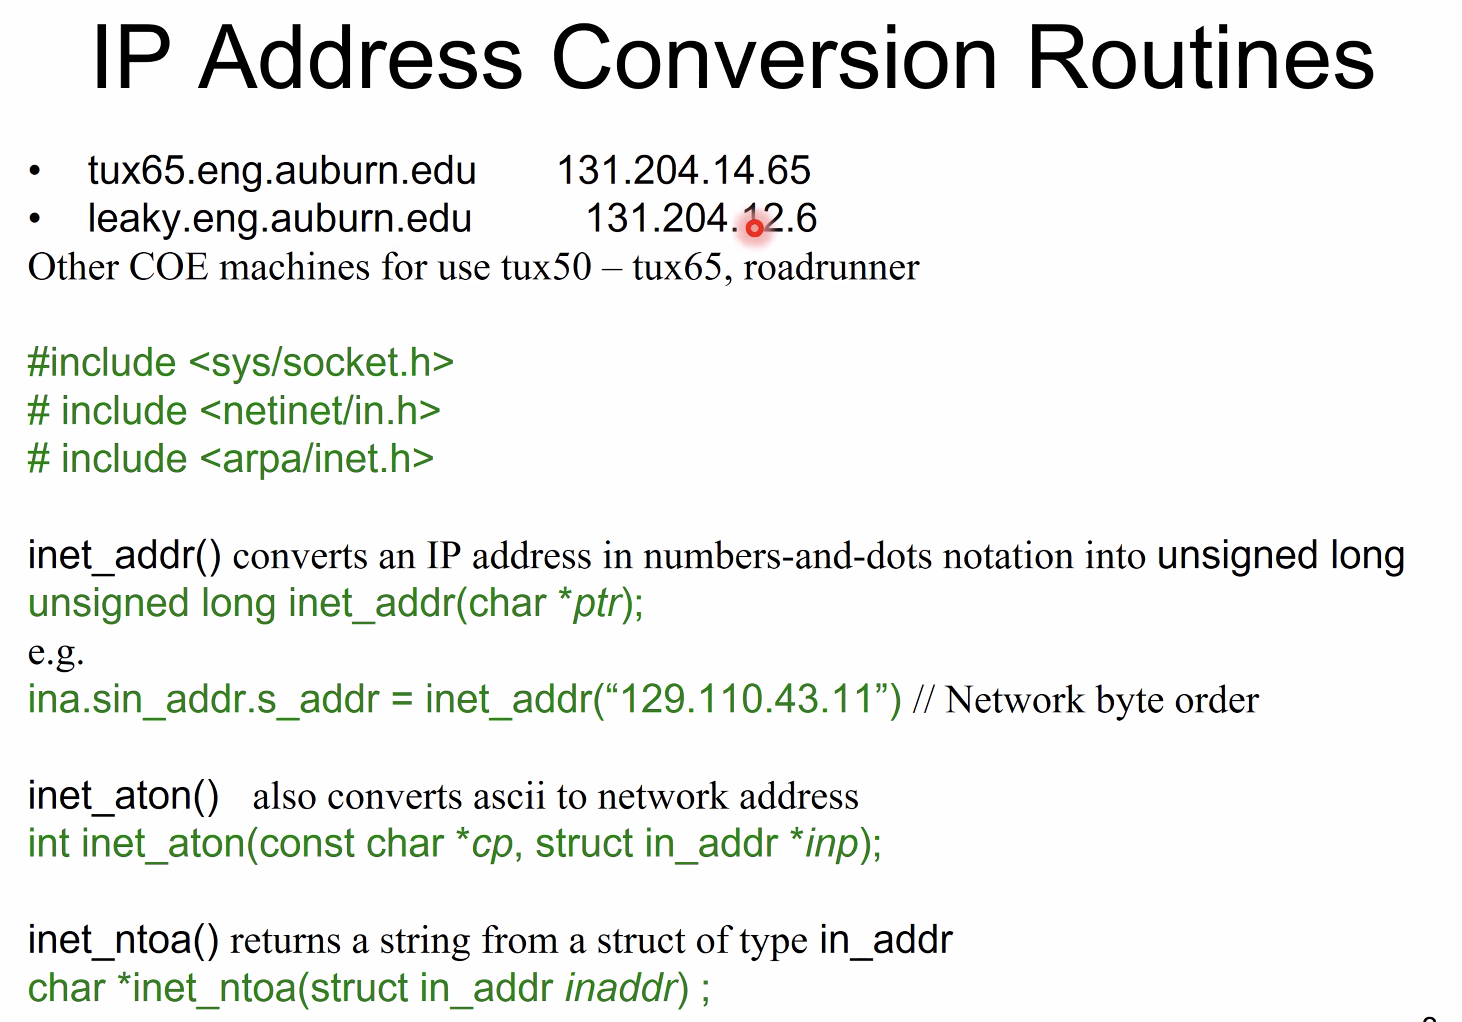 IP Address Conversion Routines
• tux65.eng.auburn.edu 131.204.14.65
• leaky.eng.auburn.edu 131.204.12.6
Other COE machines for use tux50 – tux65, roadrunner
#include <sys/socket.h>
# include <netinet/in.h>
# include <arpa/inet.h>
inet_addr() converts an IP address in numbers-and-dots notation into unsigned long
unsigned long inet_addr(char *ptr);
e.g.
ina.sin_addr.s_addr = inet_addr(“129.110.43.11”) // Network byte order
inet_aton() also converts ascii to network address
int inet_aton(const char *cp, struct in_addr *inp);
inet_ntoa() returns a string from a struct of type in_addr
char *inet_ntoa(struct in_addr inaddr) ;